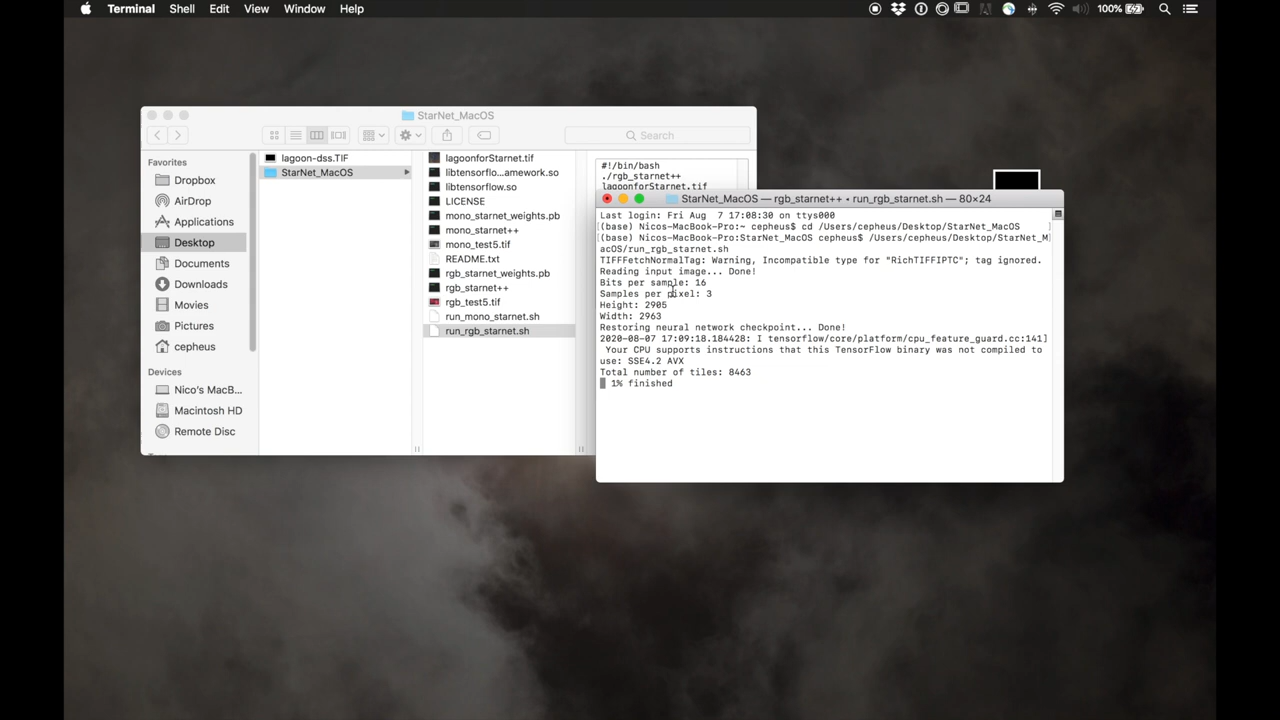 Terminal Shell Edit View Window Help 100%
StarNet_MacOS
Search
Favorites
Dropbox
AirDrop
Applications
Desktop
Documents
Downloads
Movies
Pictures
cepheus
Devices
Nico's MacB...
Macintosh HD
Remote Disc
lagoon-dss.TIF
StarNet_MacOS
lagoonforStarnet.tif
libtensorflo...amework.so
libtensorflow.so
LICENSE
mono_starnet_weights.pb
mono_starnet++
mono_test5.tif
README.txt
rgb_starnet_weights.pb
rgb_starnet++
rgb_test5.tif
run_mono_starnet.sh
run_rgb_starnet.sh
#!/bin/bash
./rgb_starnet++
lagoonforStarnet.tif
StarNet_MacOS — rgb_starnet++ • run_rgb_starnet.sh — 80×24
Last login: Fri Aug  7 17:08:30 on ttys000
[(base) Nicos-MacBook-Pro:~ cepheus$ cd /Users/cepheus/Desktop/StarNet_MacOS ]
[(base) Nicos-MacBook-Pro:StarNet_MacOS cepheus$ /Users/cepheus/Desktop/StarNet_M]
acOS/run_rgb_starnet.sh
TIFFFetchNormalTag: Warning, Incompatible type for "RichTIFFIPTC"; tag ignored.
Reading input image... Done!
Bits per sample: 16
Samples per pixel: 3
Height: 2905
Width: 2963
Restoring neural network checkpoint... Done!
2020-08-07 17:09:18.184428: I tensorflow/core/platform/cpu_feature_guard.cc:141]
Your CPU supports instructions that this TensorFlow binary was not compiled to
use: SSE4.2 AVX
Total number of tiles: 8463
1% finished